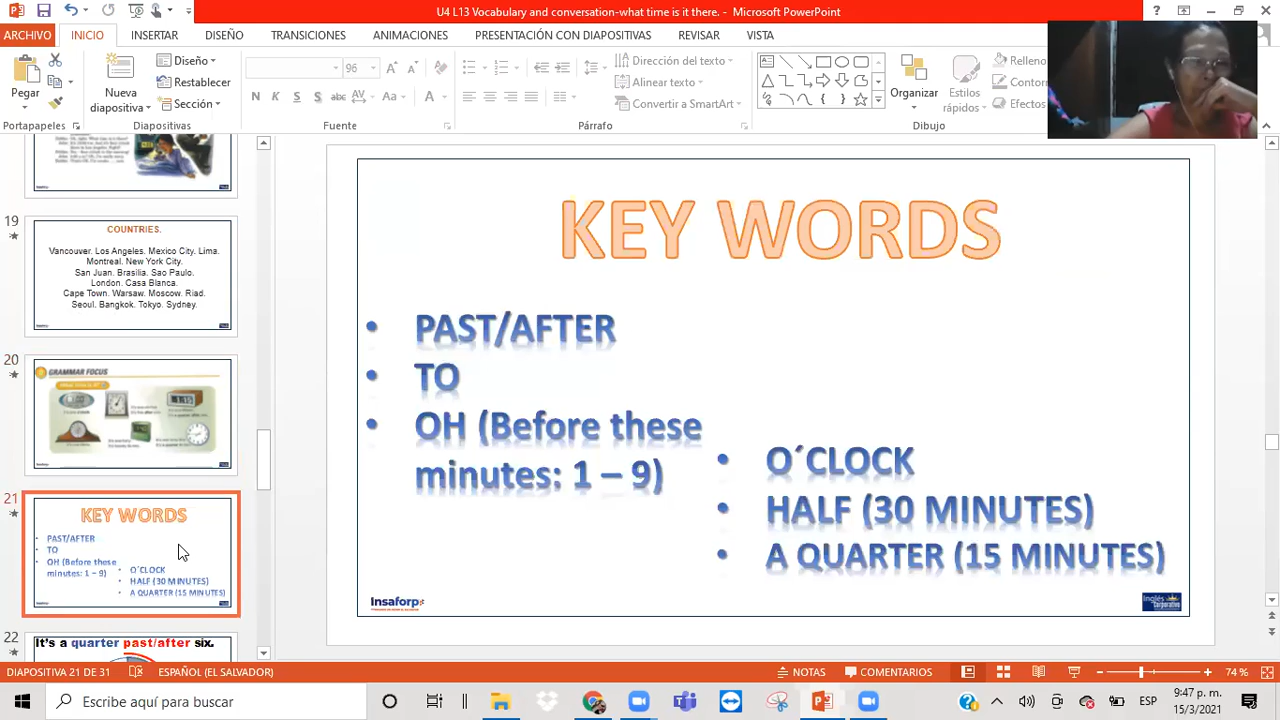 U4 L13 Vocabulary and conversation-what time is it there. - Microsoft PowerPoint
ARCHIVO INICIO INSERTAR DISEÑO TRANSICIONES ANIMACIONES PRESENTACIÓN CON DIAPOSITIVAS REVISAR VISTA
Pegar
Nueva
diapositiva
Diseño
Restablecer
Sección
96
N K S S abc AV Aa A
Dirección del texto
Alinear texto
Convertir a SmartArt
Organizar
Estilos
rápidos
Relleno
Contor
Efectos
Portapapeles Diapositivas Fuente Párrafo Dibujo
19
COUNTRIES.
Vancouver. Los Angeles. Mexico City. Lima.
Montreal. New York City.
San Juan. Brasilia. Sao Paulo.
London. Casa Blanca.
Cape Town. Warsaw. Moscow. Riad.
Seoul. Bangkok. Tokyo. Sydney.
20
GRAMMAR FOCUS
21
KEY WORDS
PAST/AFTER
TO
OH (Before these
minutes: 1 – 9)
O´CLOCK
HALF (30 MINUTES)
A QUARTER (15 MINUTES)
22
It's a quarter past/after six.
KEY WORDS
• PAST/AFTER
• TO
• OH (Before these
minutes: 1 – 9)
• O´CLOCK
• HALF (30 MINUTES)
• A QUARTER (15 MINUTES)
Insaforp
Inglés
Corporativo
DIAPOSITIVA 21 DE 31 ESPAÑOL (EL SALVADOR) NOTAS COMENTARIOS 74 %
Escribe aquí para buscar
ESP
9:47 p. m.
15/3/2021